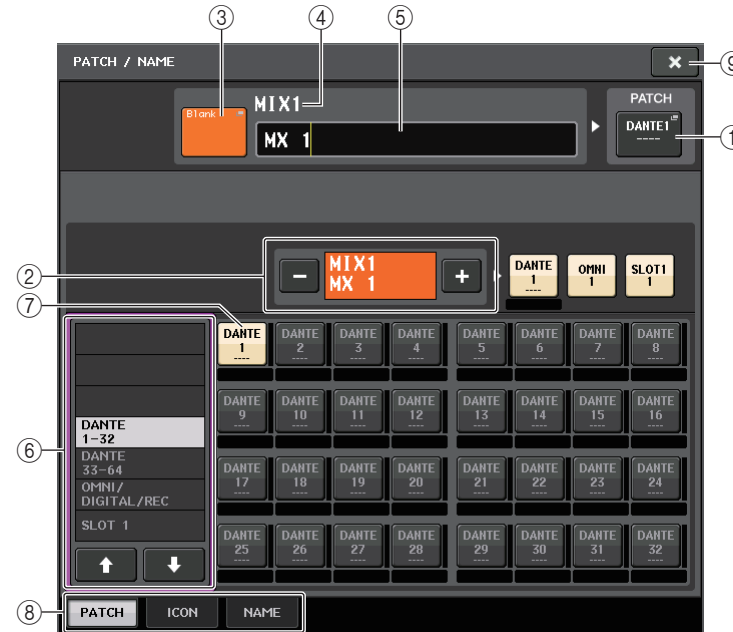 ③ ④ ⑤
PATCH / NAME
×
⑨
Blank
MIX1
MX 1
PATCH
DANTE1
----
①
②
−
MIX1
MX 1
+
DANTE
1
----
OMNI
1
SLOT1
1
⑦
⑥
DANTE
1-32
DANTE
33-64
OMNI/
DIGITAL/REC
SLOT 1
DANTE DANTE DANTE DANTE DANTE DANTE DANTE DANTE
1 2 3 4 5 6 7 8
---- ---- ---- ---- ---- ---- ---- ----
DANTE DANTE DANTE DANTE DANTE DANTE DANTE DANTE
9 10 11 12 13 14 15 16
---- ---- ---- ---- ---- ---- ---- ----
DANTE DANTE DANTE DANTE DANTE DANTE DANTE DANTE
17 18 19 20 21 22 23 24
---- ---- ---- ---- ---- ---- ---- ----
DANTE DANTE DANTE DANTE DANTE DANTE DANTE DANTE
25 26 27 28 29 30 31 32
---- ---- ---- ---- ---- ---- ---- ----
⑧
PATCH ICON NAME